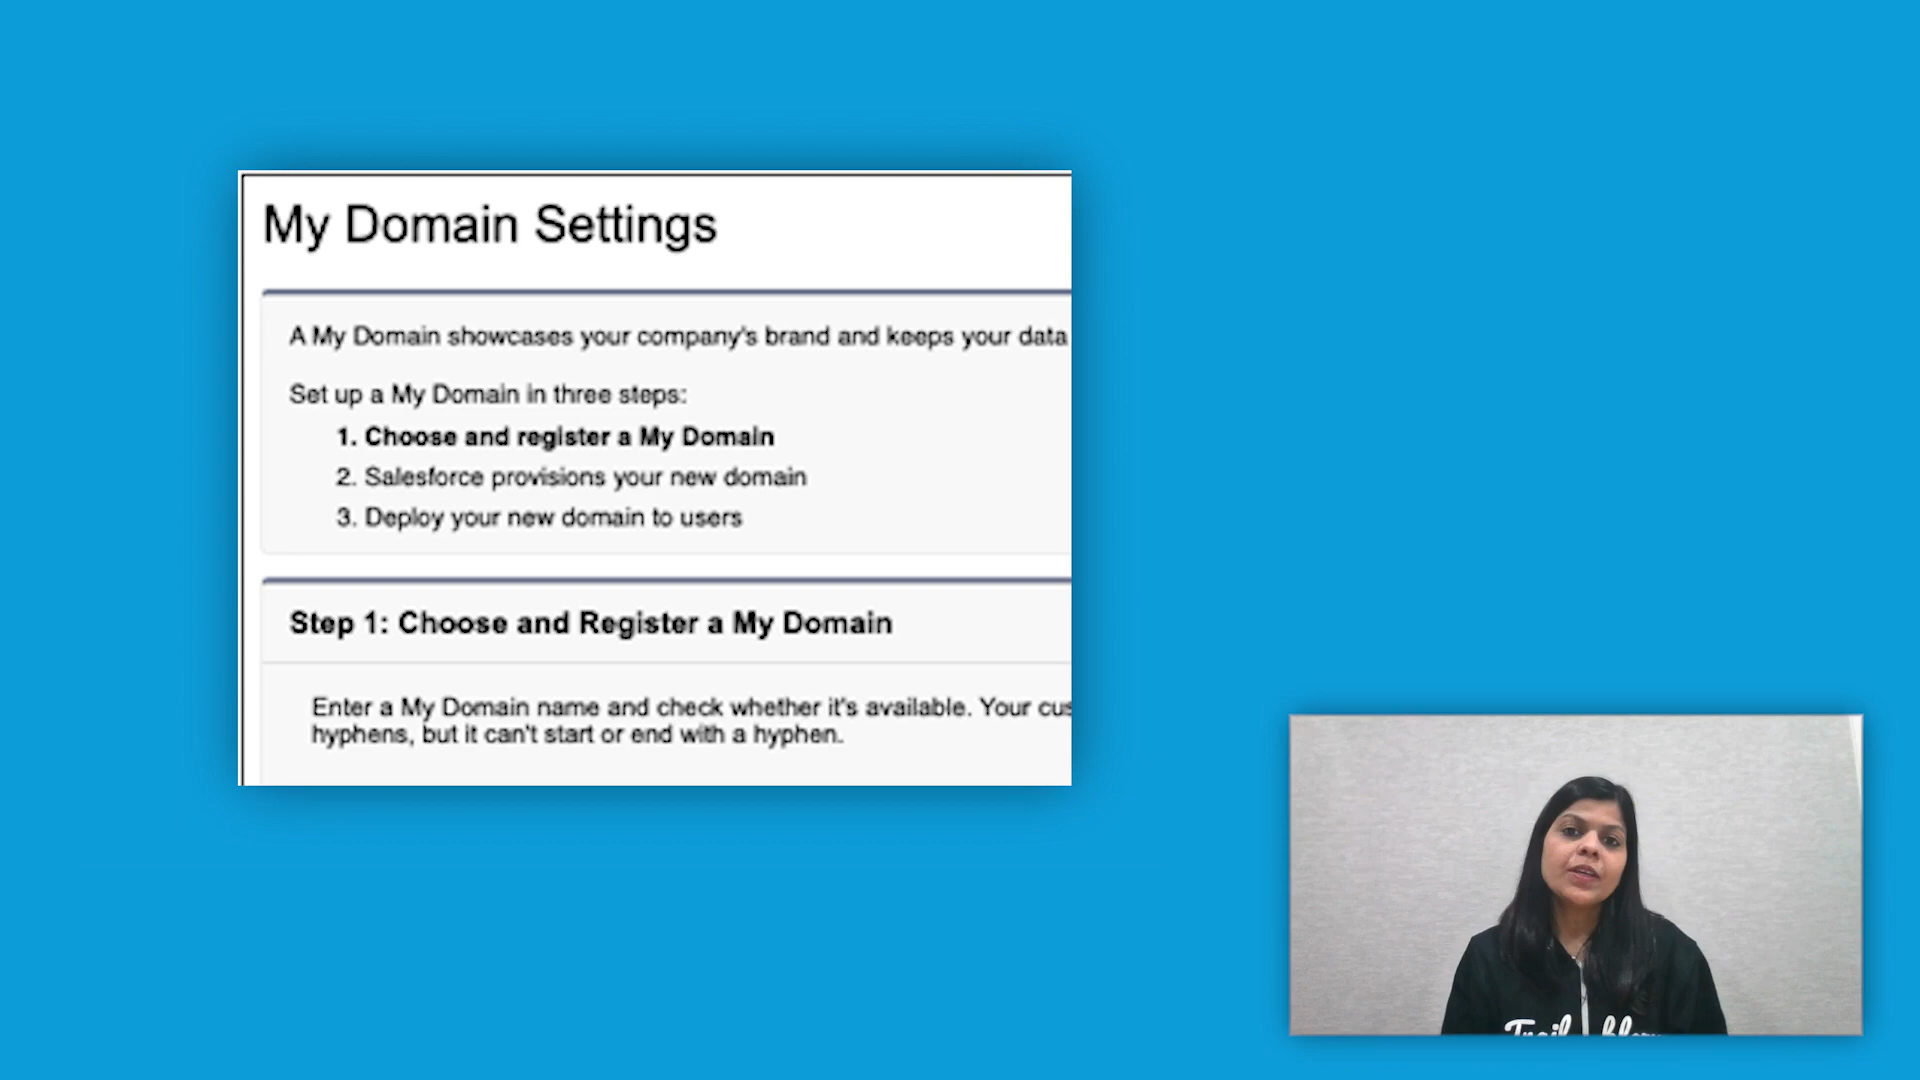 My Domain Settings
A My Domain showcases your company's brand and keeps your data
Set up a My Domain in three steps:
1. Choose and register a My Domain
2. Salesforce provisions your new domain
3. Deploy your new domain to users
Step 1: Choose and Register a My Domain
Enter a My Domain name and check whether it's available. Your cus
hyphens, but it can't start or end with a hyphen.